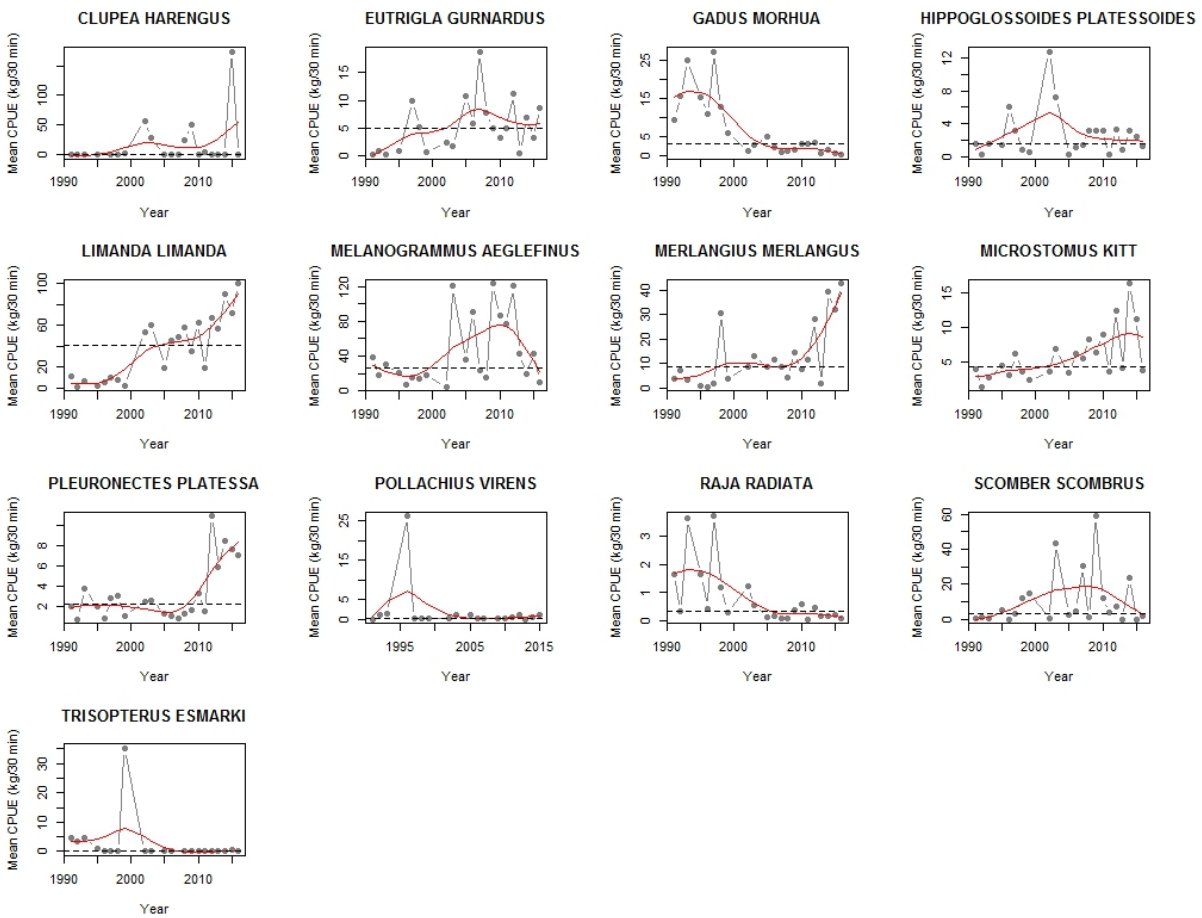 CLUPEA HARENGUS
Mean CPUE (kg/30 min)
0 50 100
1990 2000 2010
Year
EUTRIGLA GURNARDUS
Mean CPUE (kg/30 min)
0 5 10 15
1990 2000 2010
Year
GADUS MORHUA
Mean CPUE (kg/30 min)
0 5 15 25
1990 2000 2010
Year
HIPPOGLOSSOIDES PLATESSOIDES
Mean CPUE (kg/30 min)
0 4 8 12
1990 2000 2010
Year
LIMANDA LIMANDA
Mean CPUE (kg/30 min)
0 20 60 100
1990 2000 2010
Year
MELANOGRAMMUS AEGLEFINUS
Mean CPUE (kg/30 min)
0 40 80 120
1990 2000 2010
Year
MERLANGIUS MERLANGUS
Mean CPUE (kg/30 min)
0 10 20 30 40
1990 2000 2010
Year
MICROSTOMUS KITT
Mean CPUE (kg/30 min)
5 10 15
1990 2000 2010
Year
PLEURONECTES PLATESSA
Mean CPUE (kg/30 min)
2 4 6 8
1990 2000 2010
Year
POLLACHIUS VIRENS
Mean CPUE (kg/30 min)
0 5 15 25
1995 2005 2015
Year
RAJA RADIATA
Mean CPUE (kg/30 min)
0 1 2 3
1990 2000 2010
Year
SCOMBER SCOMBRUS
Mean CPUE (kg/30 min)
0 20 40 60
1990 2000 2010
Year
TRISOPTERUS ESMARKI
Mean CPUE (kg/30 min)
0 10 20 30
1990 2000 2010
Year